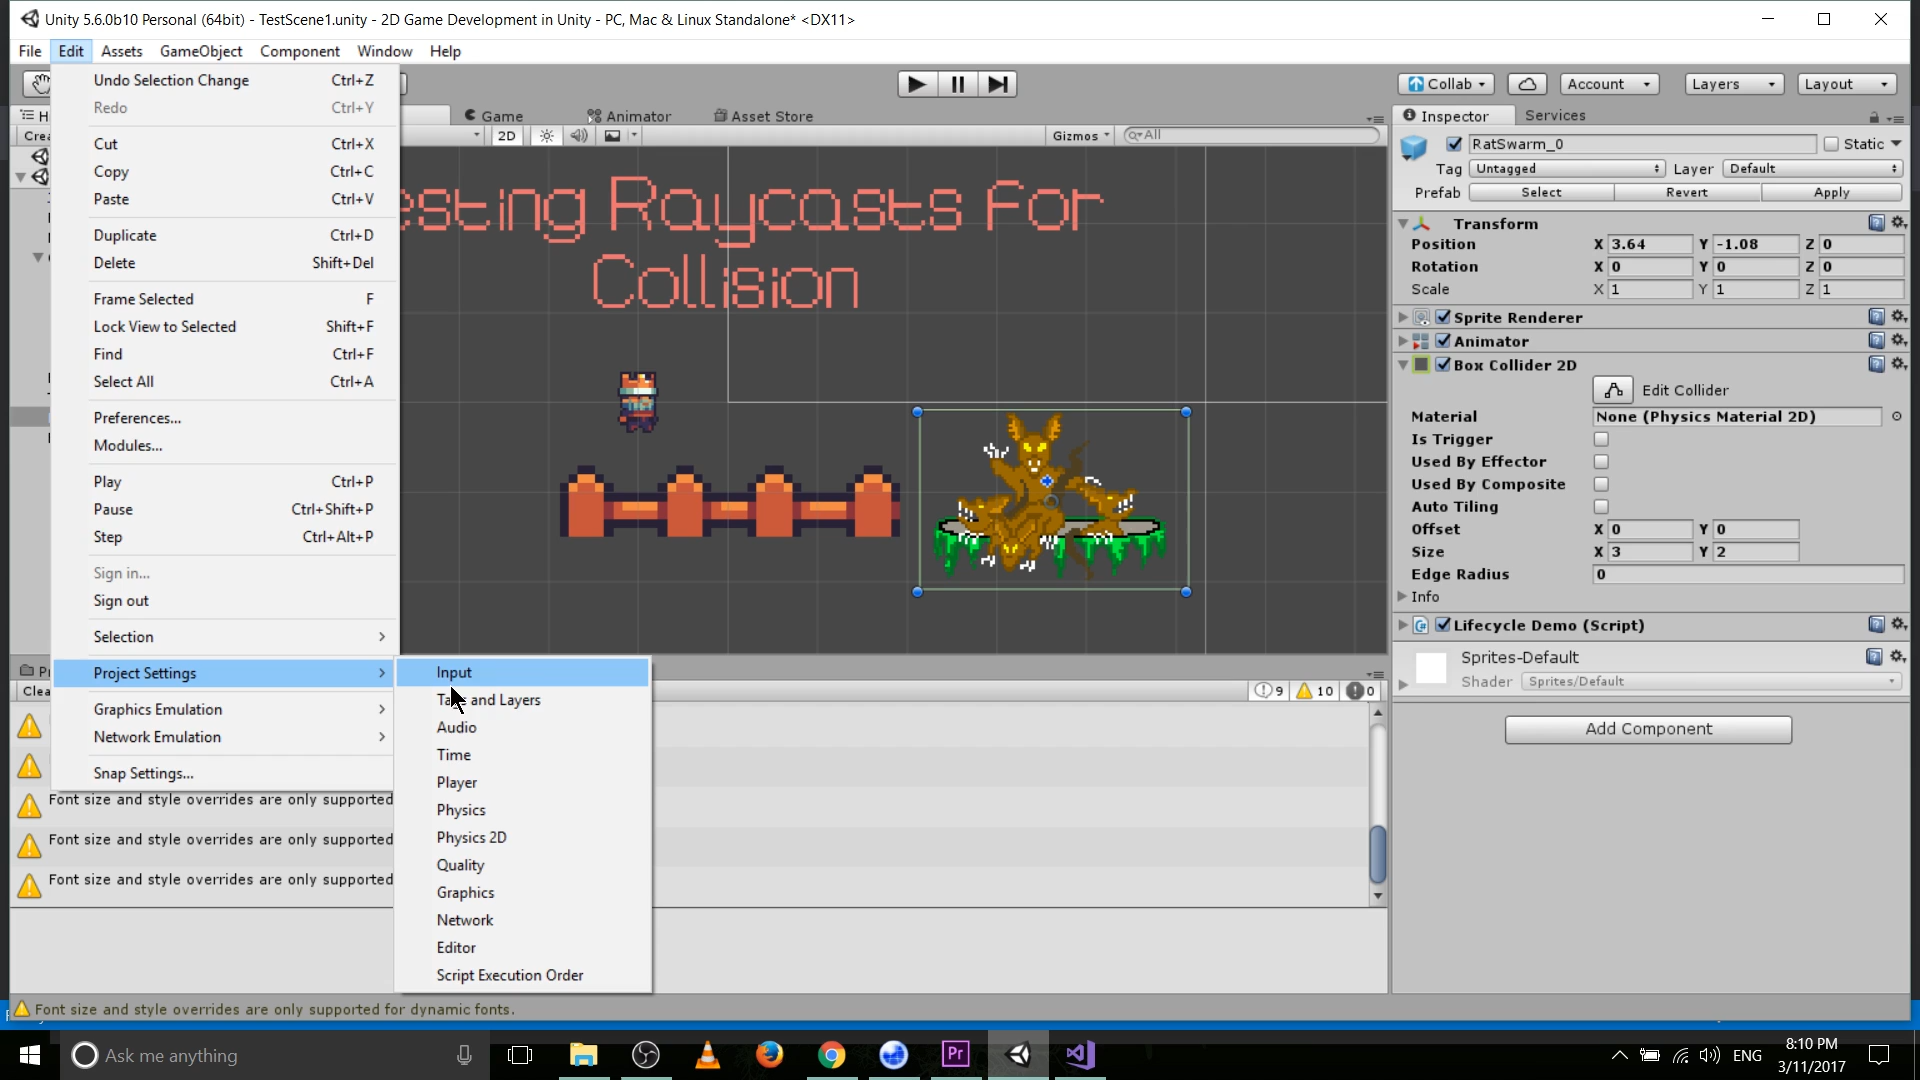 Unity 5.6.0b10 Personal (64bit) - TestScene1.unity - 2D Game Development in Unity - PC, Mac & Linux Standalone* <DX11>
File Edit Assets GameObject Component Window Help
Undo Selection Change Ctrl+Z
Redo Ctrl+Y
Cut Ctrl+X
Copy Ctrl+C
Paste Ctrl+V
Duplicate Ctrl+D
Delete Shift+Del
Frame Selected F
Lock View to Selected Shift+F
Find Ctrl+F
Select All Ctrl+A
Preferences...
Modules...
Play Ctrl+P
Pause Ctrl+Shift+P
Step Ctrl+Alt+P
Sign in...
Sign out
Selection
Project Settings
Graphics Emulation
Network Emulation
Snap Settings...
Input
and Layers
Audio
Time
Player
Physics
Physics 2D
Quality
Graphics
Network
Editor
Script Execution Order
Collab Account Layers Layout
Game Animator Asset Store
2D Gizmos All
esting Raycasts For
Collision
Inspector Services
RatSwarm_0 Static
Tag Untagged Layer Default
Prefab Select Revert Apply
Transform
Position X 3.64 Y -1.08 Z 0
Rotation X 0 Y 0 Z 0
Scale X 1 Y 1 Z 1
Sprite Renderer
Animator
Box Collider 2D
Edit Collider
Material None (Physics Material 2D)
Is Trigger
Used By Effector
Used By Composite
Auto Tiling
Offset X 0 Y 0
Size X 3 Y 2
Edge Radius 0
Info
Lifecycle Demo (Script)
Sprites-Default
Shader Sprites/Default
Add Component
H
Crea
P
Clea
9 10 0
Font size and style overrides are only supported
Font size and style overrides are only supported
Font size and style overrides are only supported
Font size and style overrides are only supported for dynamic fonts.
Ask me anything
Pr
ENG
8:10 PM
3/11/2017